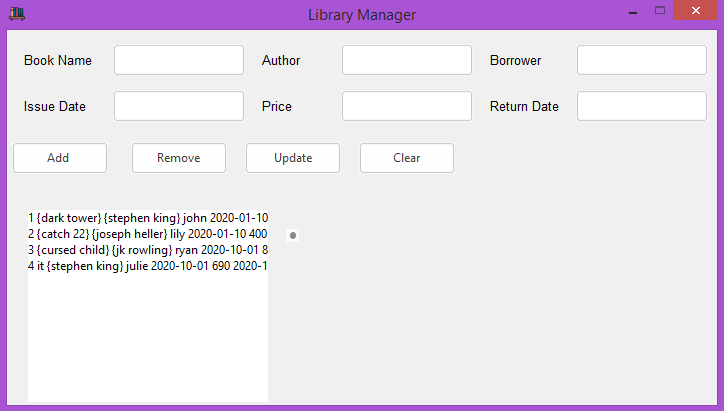 Library Manager
Book Name Author Borrower
Issue Date Price Return Date
Add Remove Update Clear
1 {dark tower} {stephen king} john 2020-01-10
2 {catch 22} {joseph heller} lily 2020-01-10 400
3 {cursed child} {jk rowling} ryan 2020-10-01 8
4 it {stephen king} julie 2020-10-01 690 2020-1